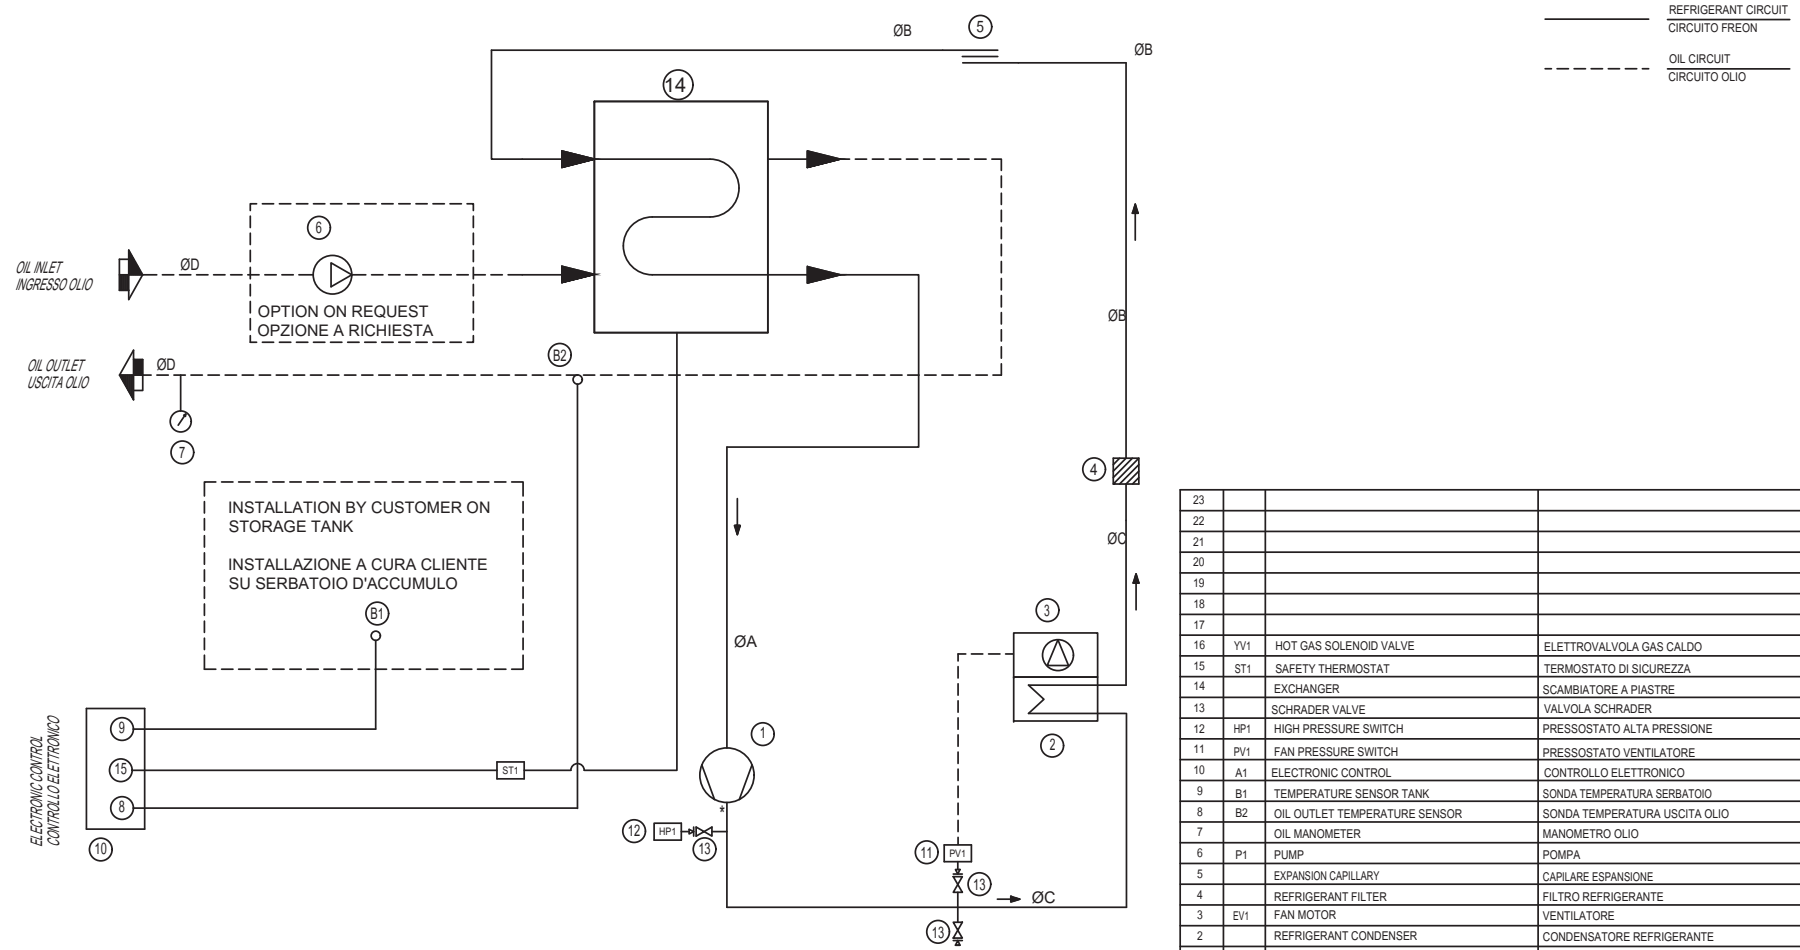 REFRIGERANT CIRCUIT
CIRCUITO FREON
OIL CIRCUIT
CIRCUITO OLIO
ØB
5
ØB
14
6
OIL INLET
INGRESSO OLIO
ØD
OPTION ON REQUEST
OPZIONE A RICHIESTA
ØB
OIL OUTLET
USCITA OLIO
ØD
B2
7
4
INSTALLATION BY CUSTOMER ON
STORAGE TANK
INSTALLAZIONE A CURA CLIENTE
SU SERBATOIO D'ACCUMULO
B1
ØC
3
ØA
ELECTRONIC CONTROL
CONTROLLO ELETTRONICO
9
15
8
10
ST1
1
2
*
12 HP1
13
11 PV1
13
ØC
13
23
22
21
20
19
18
17
16 YV1 HOT GAS SOLENOID VALVE ELETTROVALVOLA GAS CALDO
15 ST1 SAFETY THERMOSTAT TERMOSTATO DI SICUREZZA
14 EXCHANGER SCAMBIATORE A PIASTRE
13 SCHRADER VALVE VALVOLA SCHRADER
12 HP1 HIGH PRESSURE SWITCH PRESSOSTATO ALTA PRESSIONE
11 PV1 FAN PRESSURE SWITCH PRESSOSTATO VENTILATORE
10 A1 ELECTRONIC CONTROL CONTROLLO ELETTRONICO
9 B1 TEMPERATURE SENSOR TANK SONDA TEMPERATURA SERBATOIO
8 B2 OIL OUTLET TEMPERATURE SENSOR SONDA TEMPERATURA USCITA OLIO
7 OIL MANOMETER MANOMETRO OLIO
6 P1 PUMP POMPA
5 EXPANSION CAPILLARY CAPILARE ESPANSIONE
4 REFRIGERANT FILTER FILTRO REFRIGERANTE
3 EV1 FAN MOTOR VENTILATORE
2 REFRIGERANT CONDENSER CONDENSATORE REFRIGERANTE